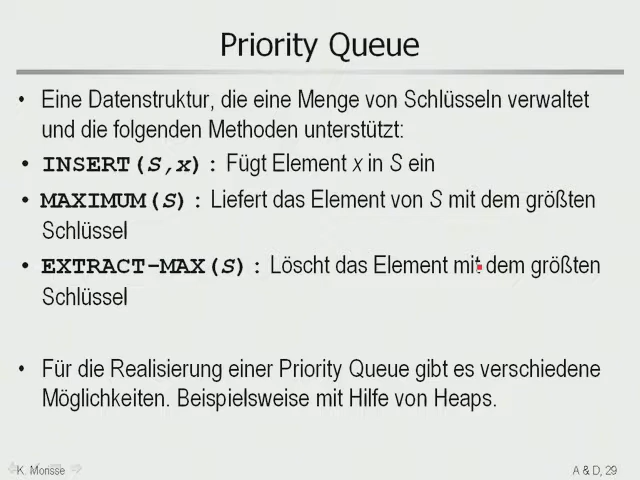 Priority Queue
• Eine Datenstruktur, die eine Menge von Schlüsseln verwaltet
und die folgenden Methoden unterstützt:
• INSERT(S,x): Fügt Element x in S ein
• MAXIMUM(S): Liefert das Element von S mit dem größten
Schlüssel
• EXTRACT-MAX(S): Löscht das Element mit dem größten
Schlüssel
• Für die Realisierung einer Priority Queue gibt es verschiedene
Möglichkeiten. Beispielsweise mit Hilfe von Heaps.
K. Morisse
A & D, 29